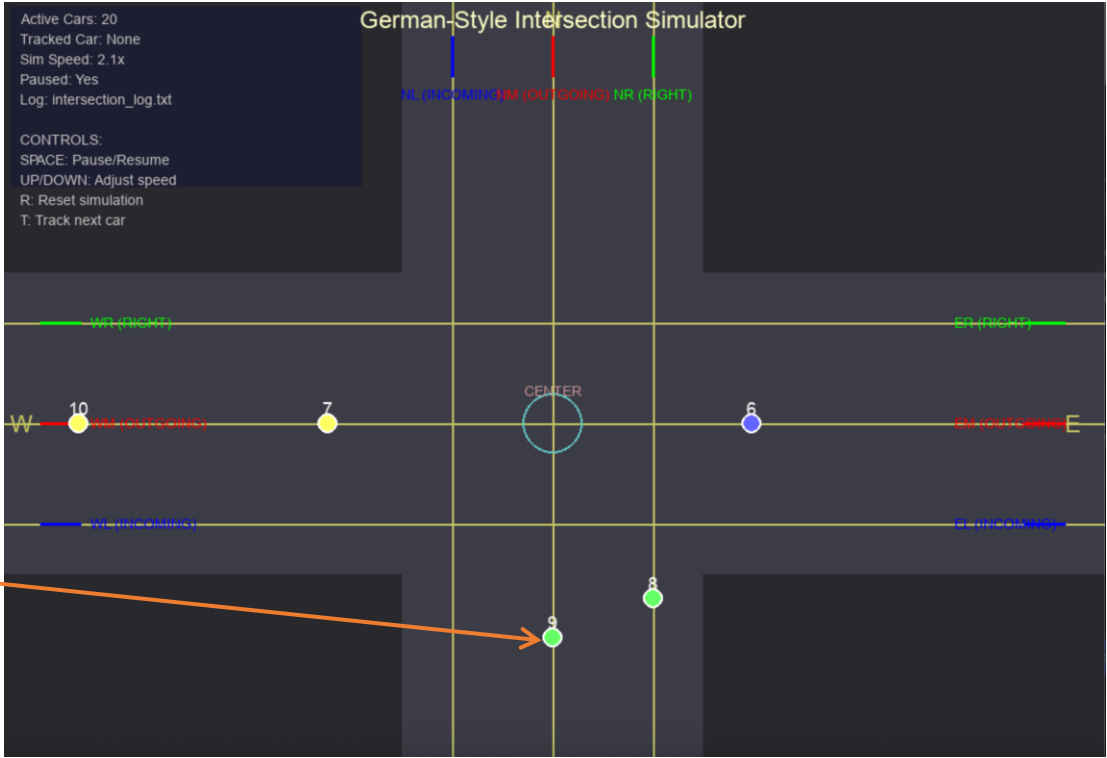 German-Style Intersection Simulator
N
Active Cars: 20
Tracked Car: None
Sim Speed: 2.1x
Paused: Yes
Log: intersection_log.txt
CONTROLS:
SPACE: Pause/Resume
UP/DOWN: Adjust speed
R: Reset simulation
T: Track next car
NL (INCOMING) NM (OUTGOING) NR (RIGHT)
WR (RIGHT)
ER (RIGHT)
CENTER
10
7
6
W
WM (OUTGOING)
EM (OUTGOING)
E
WL (INCOMING)
EL (INCOMING)
8
9